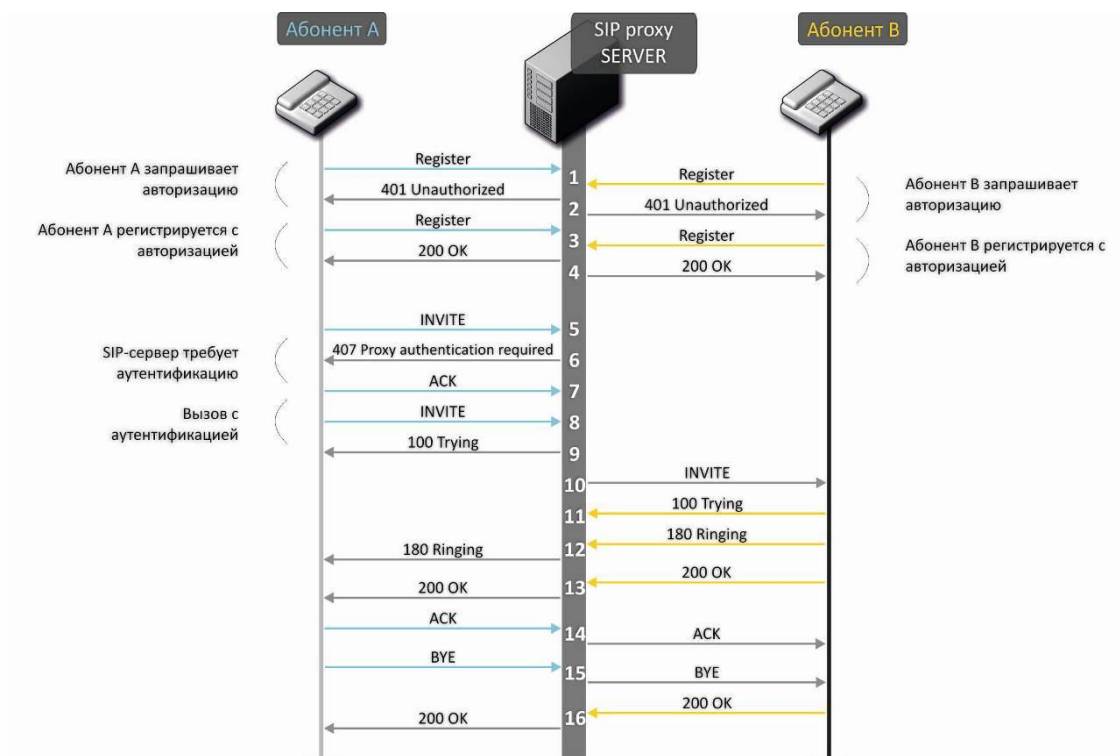 Абонент А
SIP proxy
SERVER
Абонент В
Абонент А запрашивает
авторизацию
Register
1
Register
Абонент В запрашивает
авторизацию
401 Unauthorized
2
401 Unauthorized
Абонент А регистрируется с
авторизацией
Register
3
Register
Абонент В регистрируется с
авторизацией
200 OK
4
200 OK
INVITE
5
SIP-сервер требует
аутентификацию
407 Proxy authentication required
6
ACK
7
Вызов с
аутентификацией
INVITE
8
100 Trying
9
INVITE
10
100 Trying
11
180 Ringing
12
180 Ringing
200 OK
13
200 OK
ACK
14
ACK
BYE
15
BYE
200 OK
16
200 OK